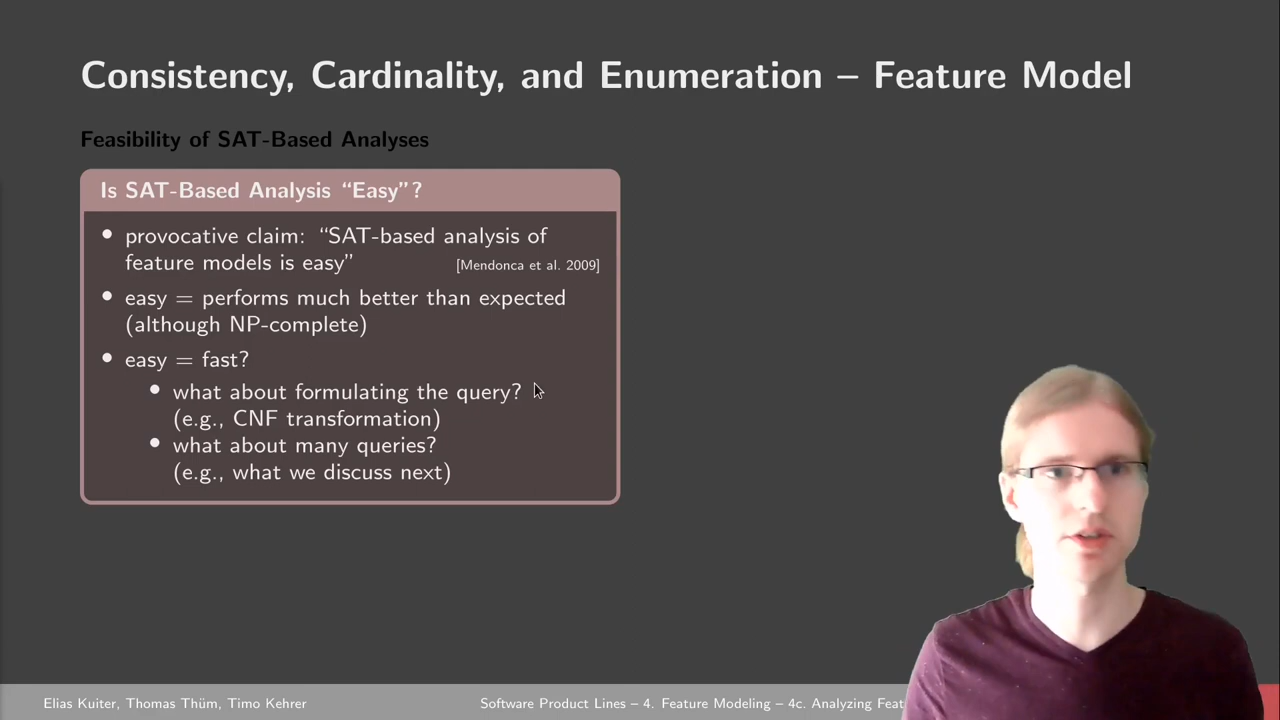 Consistency, Cardinality, and Enumeration – Feature Model
Feasibility of SAT-Based Analyses
Is SAT-Based Analysis “Easy”?
• provocative claim: “SAT-based analysis of
feature models is easy” [Mendonca et al. 2009]
• easy = performs much better than expected
(although NP-complete)
• easy = fast?
• what about formulating the query?
(e.g., CNF transformation)
• what about many queries?
(e.g., what we discuss next)
Elias Kuiter, Thomas Thüm, Timo Kehrer
Software Product Lines – 4. Feature Modeling – 4c. Analyzing Feat